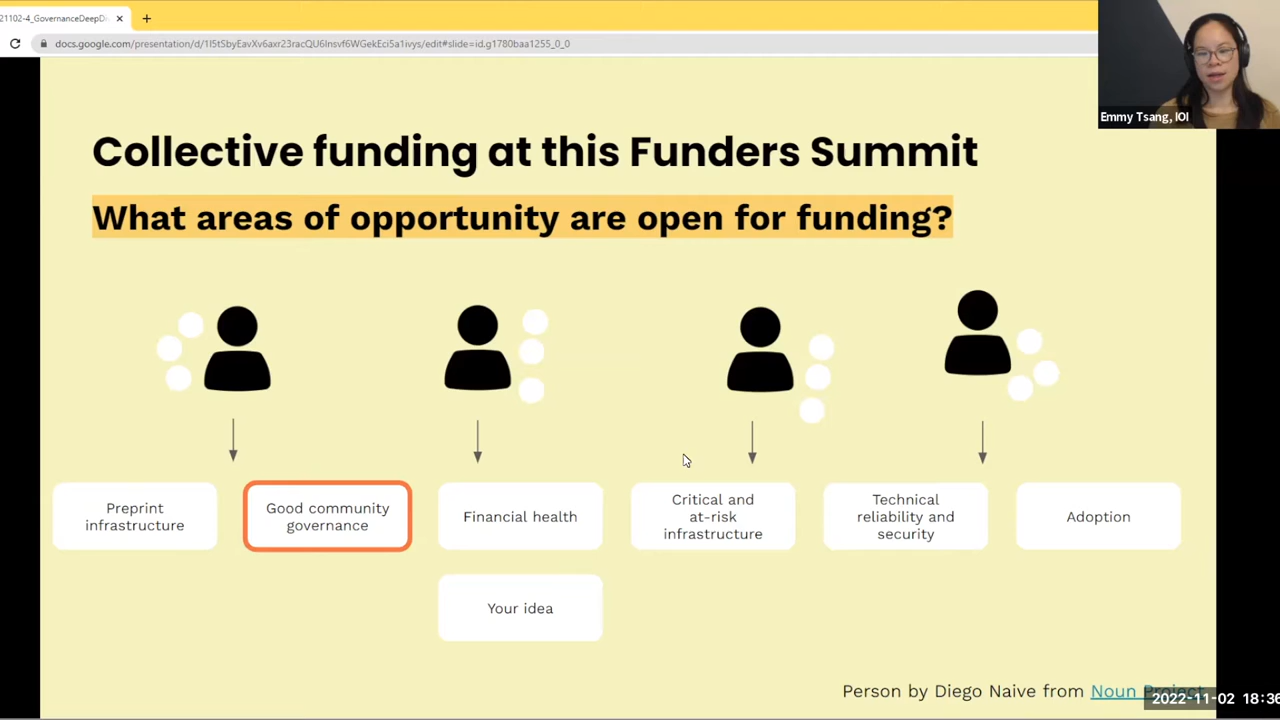 21102-4_GovernanceDeepD
docs.google.com/presentation/d/1I5tSbyEavXv6axr23racQU6Insvf6WGekEci5a1ivys/edit#slide=id.g1780baa1255_0_0
Emmy Tsang, IOI
Collective funding at this Funders Summit
What areas of opportunity are open for funding?
Preprint
infrastructure
Good community
governance
Financial health
Critical and
at-risk
infrastructure
Technical
reliability and
security
Adoption
Your idea
Person by Diego Naive from Noun Project
2022-11-02 18:36